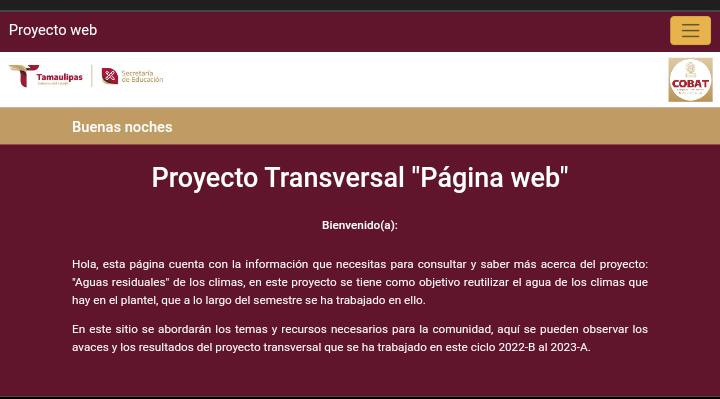 Proyecto web
Tamaulipas
Secretaría
de Educación
COBAT
Buenas noches
Proyecto Transversal "Página web"
Bienvenido(a):
Hola, esta página cuenta con la información que necesitas para consultar y saber más acerca del proyecto:
"Aguas residuales" de los climas, en este proyecto se tiene como objetivo reutilizar el agua de los climas que
hay en el plantel, que a lo largo del semestre se ha trabajado en ello.
En este sitio se abordarán los temas y recursos necesarios para la comunidad, aquí se pueden observar los
avaces y los resultados del proyecto transversal que se ha trabajado en este ciclo 2022-B al 2023-A.